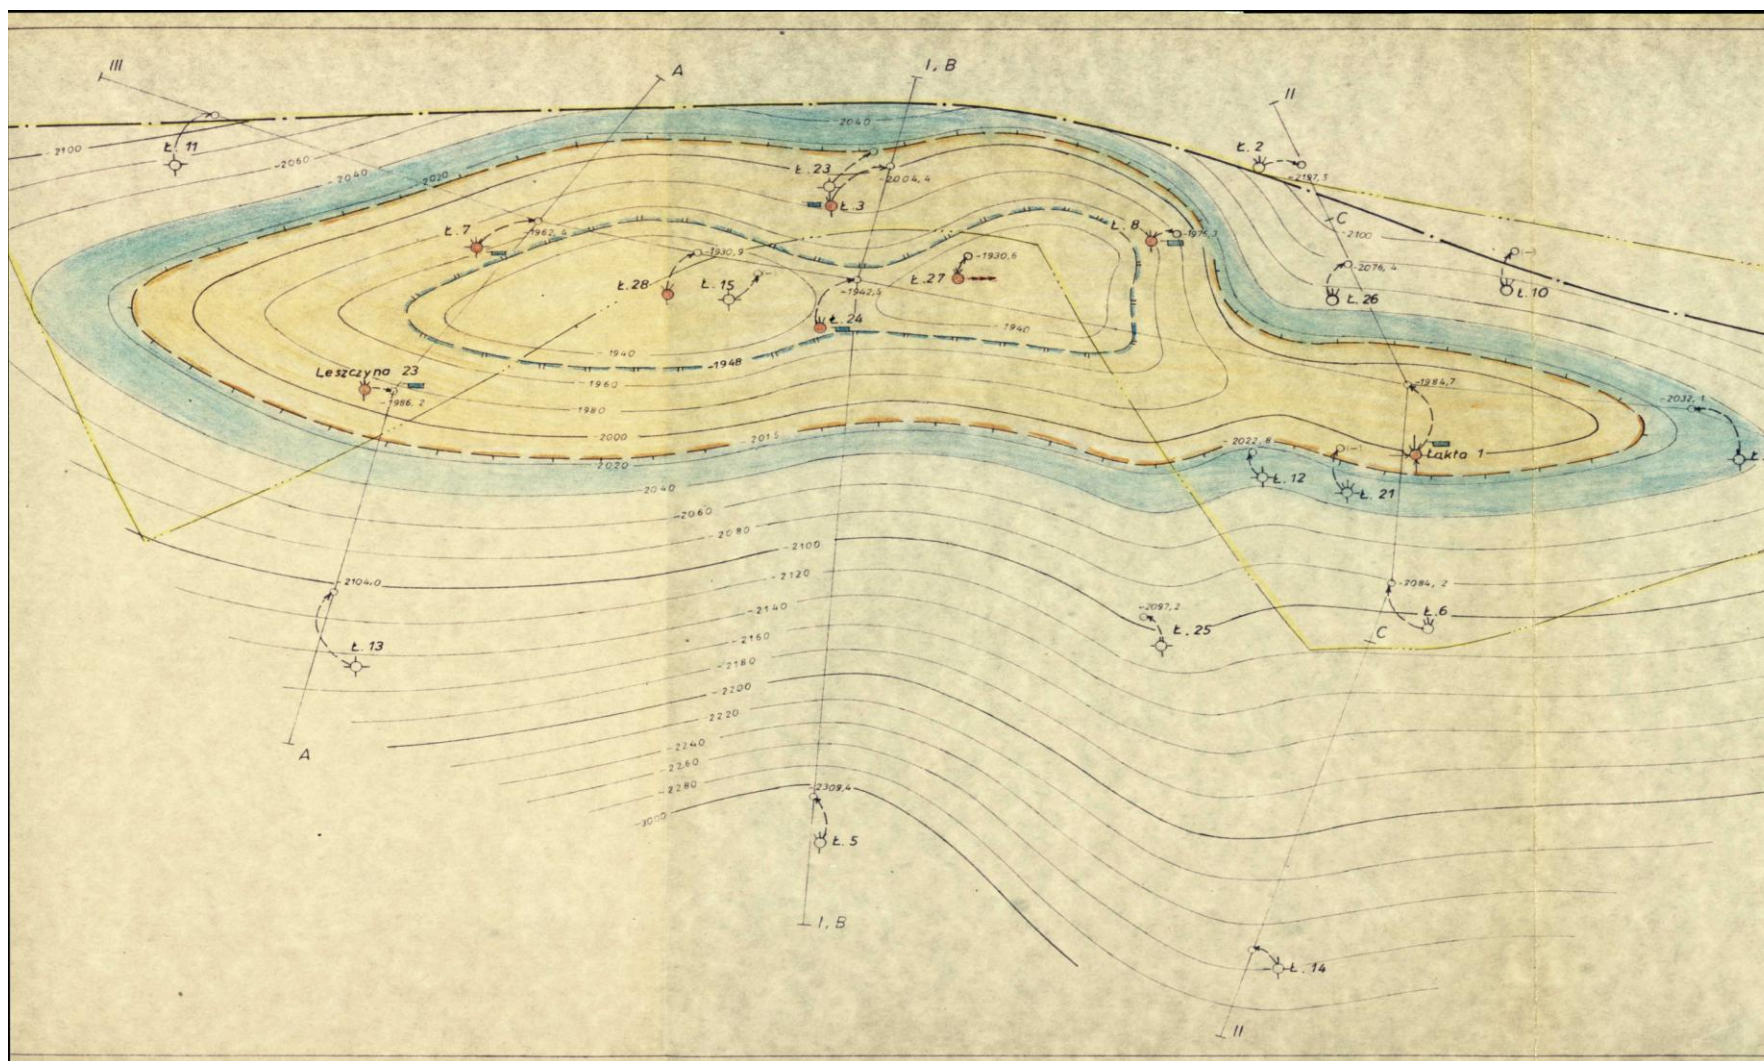 III
A
I, B
II
-2040
Ł. 11
-2100
-2060
-2040
2020
Ł. 23
-2004,4
Ł. 3
Ł. 2
-2197,5
C
-2100
Ł. 7
-1962,4
Ł. 8
-1930,9
-1930,6
Ł. 28
Ł. 15
Ł. 27
-1942,5
Ł. 24
-2076,4
Ł. 26
Ł. 10
-1940
-1940
-1948
-1960
Leszczyna 23
-1986,2
-1980
-1984,7
-2032,1
-2000
-2015
2020
-2022,8
Łąkta 1
Ł. 12
Ł. 21
-2040
-2060
-2080
-2100
-2104,0
-2120
-2084,2
-2140
-2097,2
Ł. 6
Ł. 13
-2160
Ł. 25
C
-2180
-2200
-2220
A
-2240
-2260
-2280
-2309,4
-3000
Ł. 5
I, B
Ł. 14
II